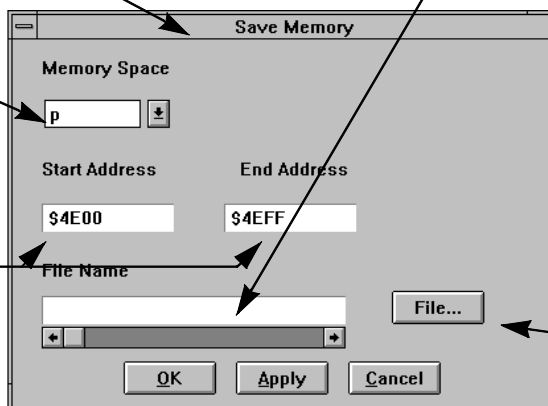 Save Memory
Memory Space
p
Start Address End Address
$4E00 $4EFF
File Name
File...
OK Apply Cancel